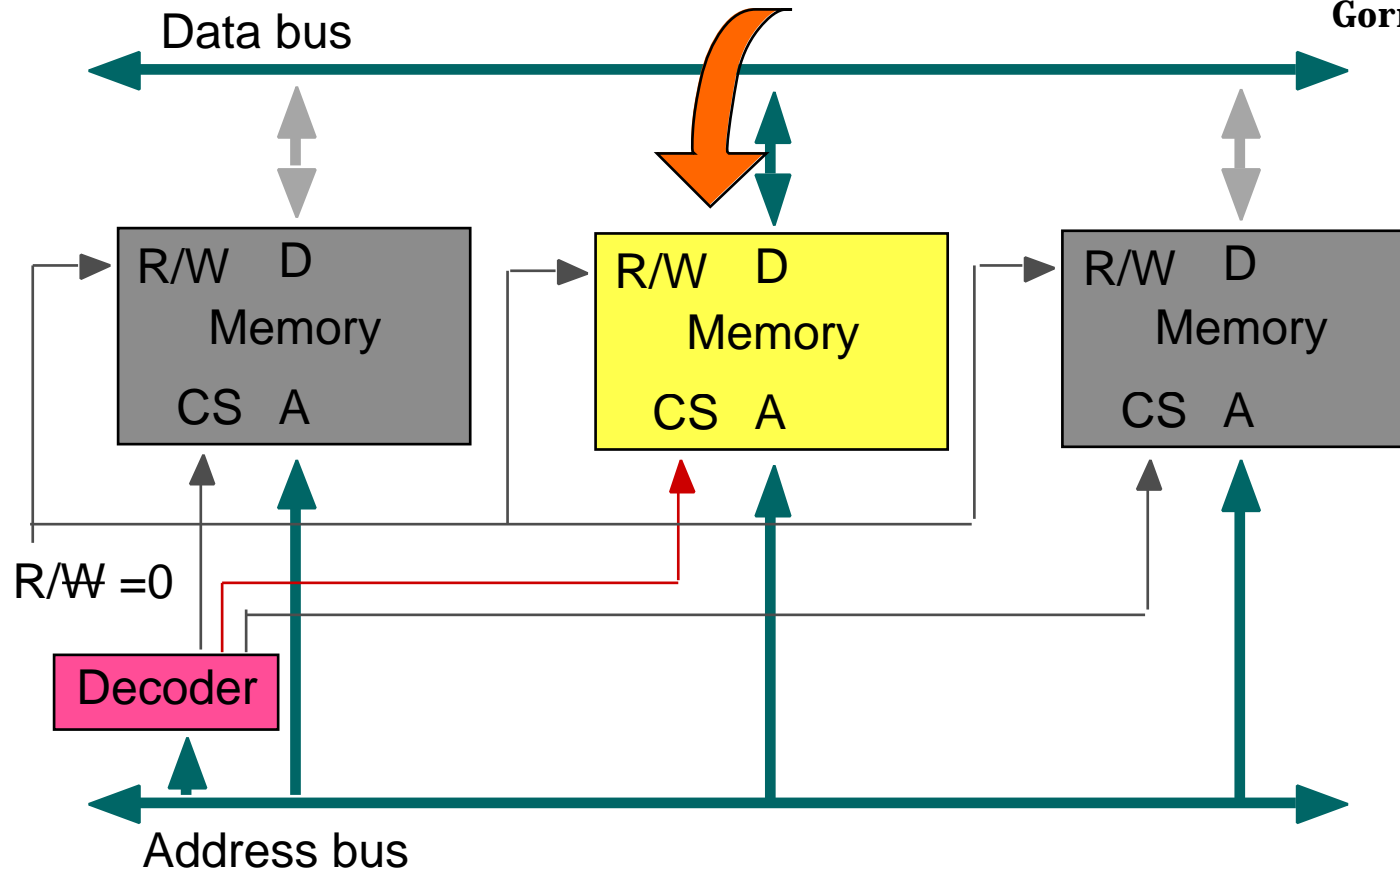 Data bus
R/W D
Memory
CS A
R/W D
Memory
CS A
R/W D
Memory
CS A
R/W =0
Decoder
Address bus